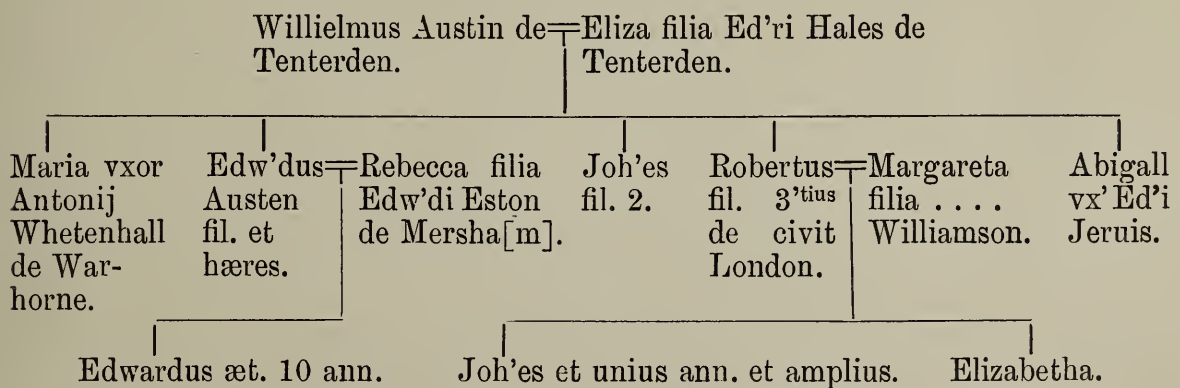 Willielmus Austin de Eliza filia Ed'ri Hales de
Tenterden. Tenterden.
Maria vxor
Antonij
Whetenhall
de War-
horne.
Edw'dus
Austen
fil. et
hæres.
Rebecca filia
Edw'di Eston
de Mersha[m].
Joh'es
fil. 2.
Robertus
fil. 3'tius
de civit
London.
Margareta
filia . . . .
Williamson.
Abigall
vx' Ed'i
Jeruis.
Edwardus æt. 10 ann.
Joh'es et unius ann. et amplius.
Elizabetha.